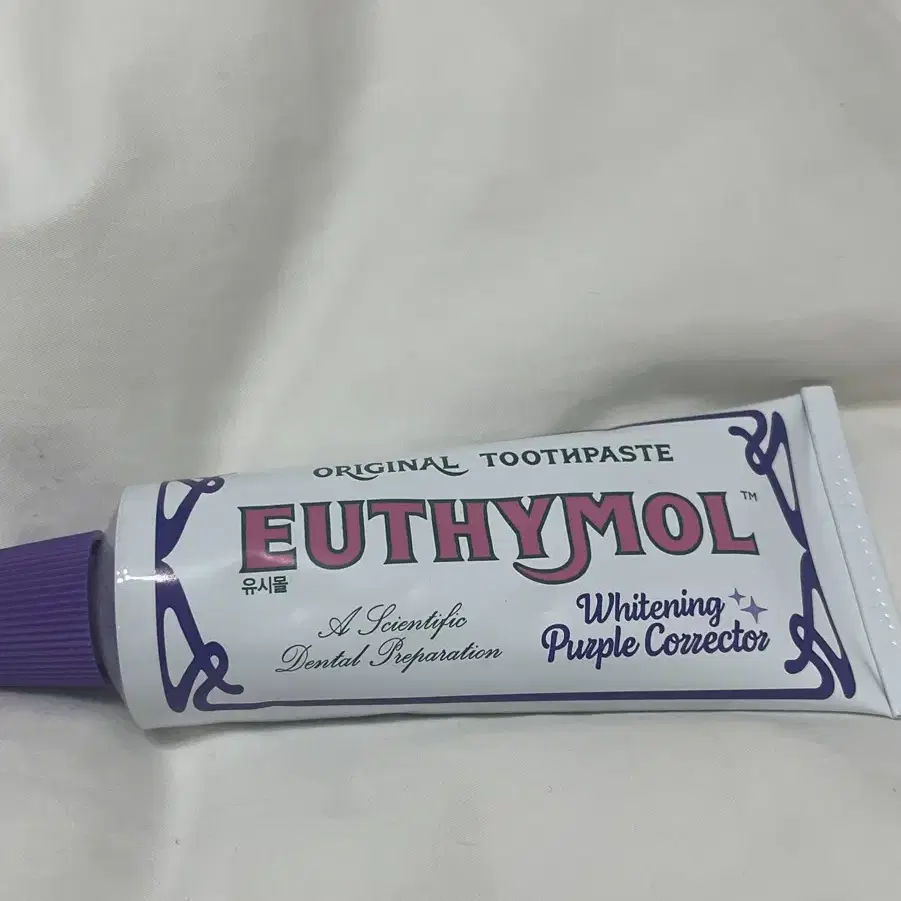 ORIGINAL TOOTHPASTE
EUTHYMOL™
유시몰
A Scientific
Dental Preparation
Whitening
Purple Corrector